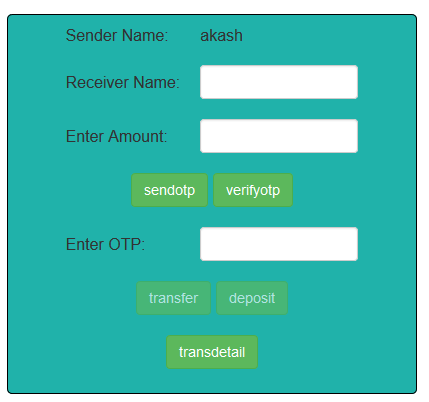 Sender Name: akash
Receiver Name:
Enter Amount:
sendotp verifyotp
Enter OTP:
transfer deposit
transdetail